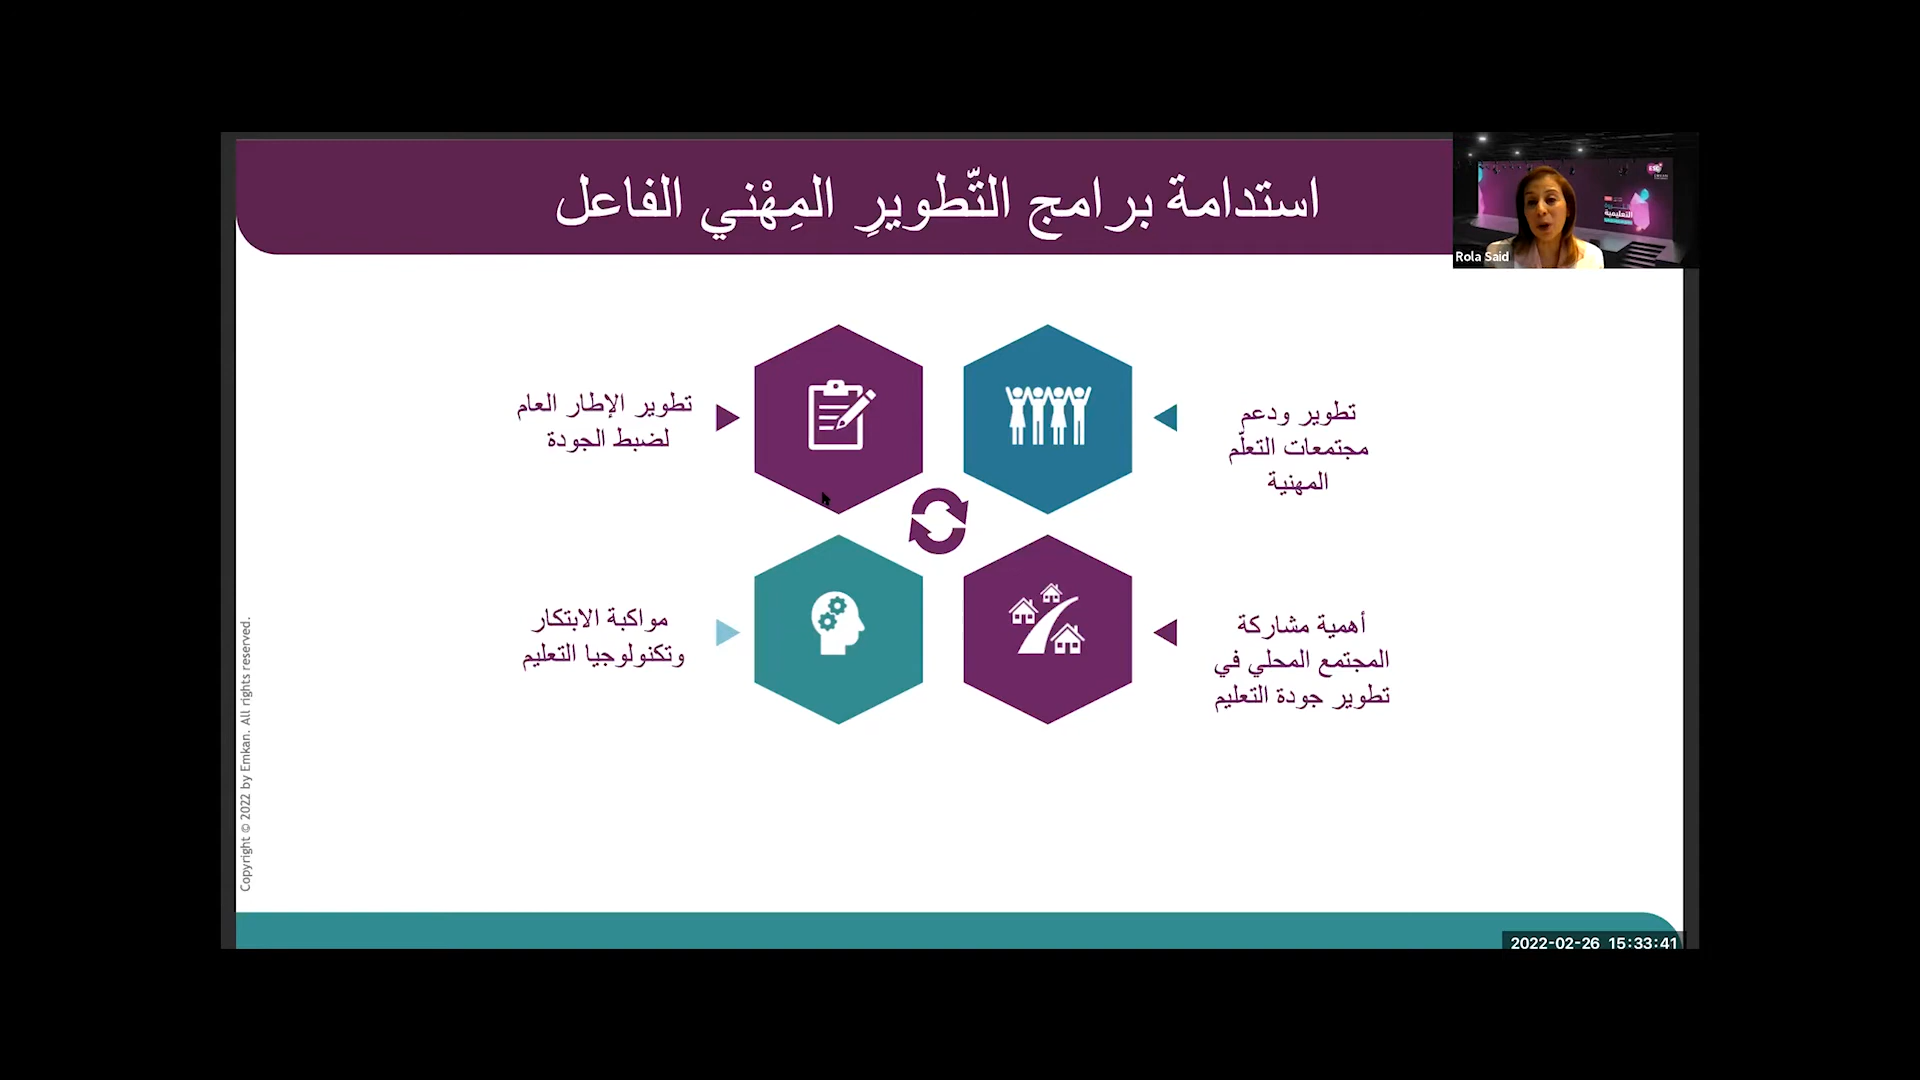 استدامة برامج التّطويرِ المِهْني الفاعل
Rola Said
التعليمية
تطوير ودعم
مجتمعات التعلّم
المهنية
تطوير الإطار العام
لضبط الجودة
أهمية مشاركة
المجتمع المحلي في
تطوير جودة التعليم
مواكبة الابتكار
وتكنولوجيا التعليم
Copyright © 2022 by Emkan. All rights reserved.
2022-02-26 15:33:41